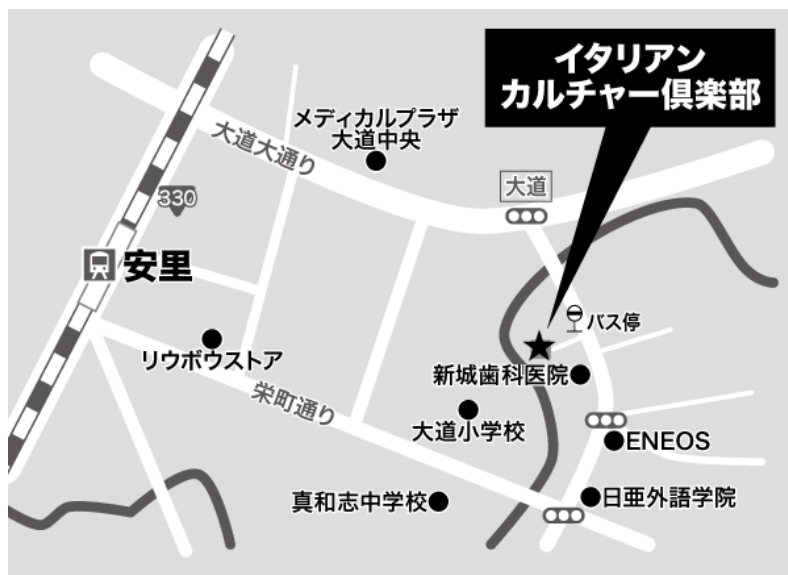 イタリアン
カルチャー倶楽部
メディカルプラザ
大道中央
大道大通り
大道
330
安里
バス停
リウボウストア
新城歯科医院
栄町通り
大道小学校
ENEOS
真和志中学校
日亜外語学院